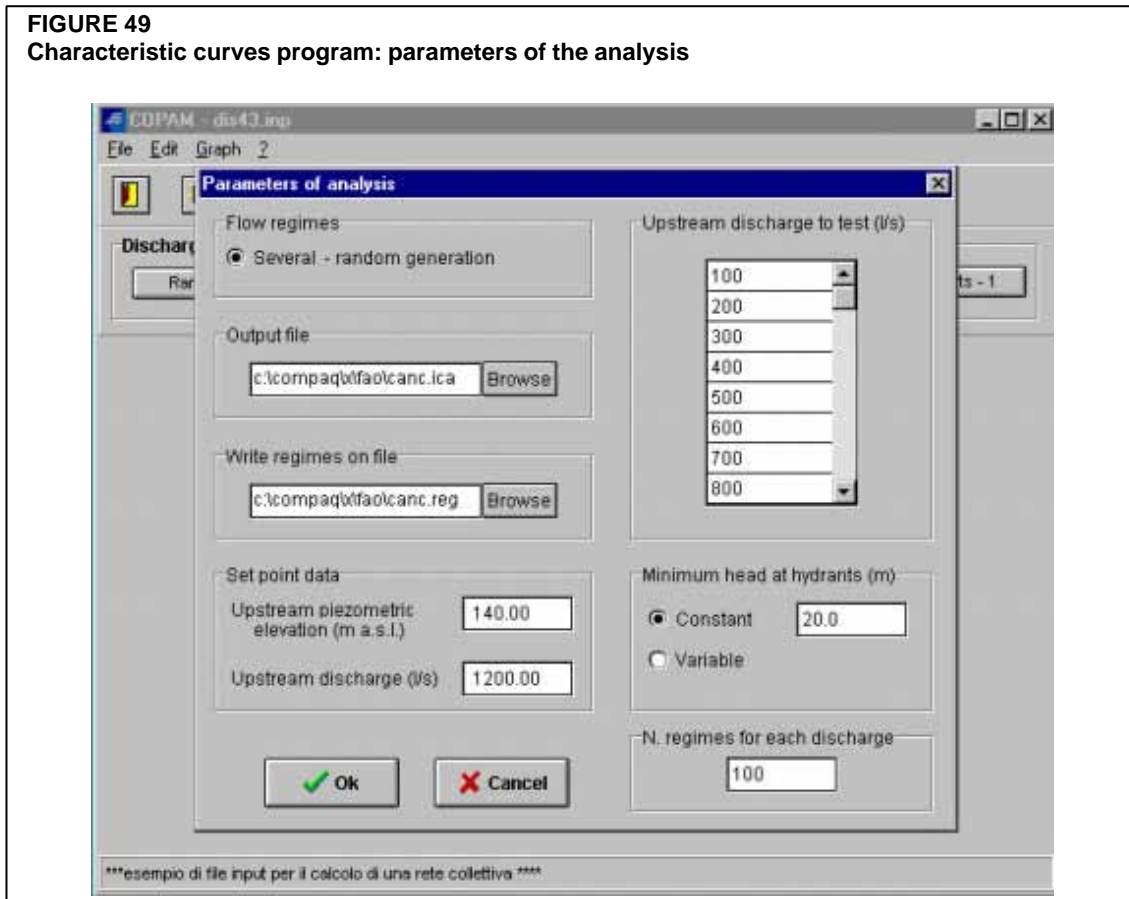 FIGURE 49
Characteristic curves program: parameters of the analysis
COPAM - dis43.inp
File Edit Graph ?
Parameters of analysis
Flow regimes
Several - random generation
Output file
c:\compaq\x\fao\canc.ica Browse
Write regimes on file
c:\compaq\x\fao\canc.reg Browse
Set point data
Upstream piezometric
elevation (m a.s.l.) 140.00
Upstream discharge (l/s) 1200.00
Ok Cancel
Upstream discharge to test (l/s)
100
200
300
400
500
600
700
800
Minimum head at hydrants (m)
Constant 20.0
Variable
N. regimes for each discharge
100
Discharg
Rar
ts - 1
***esempio di file input per il calcolo di una rete collettiva ****